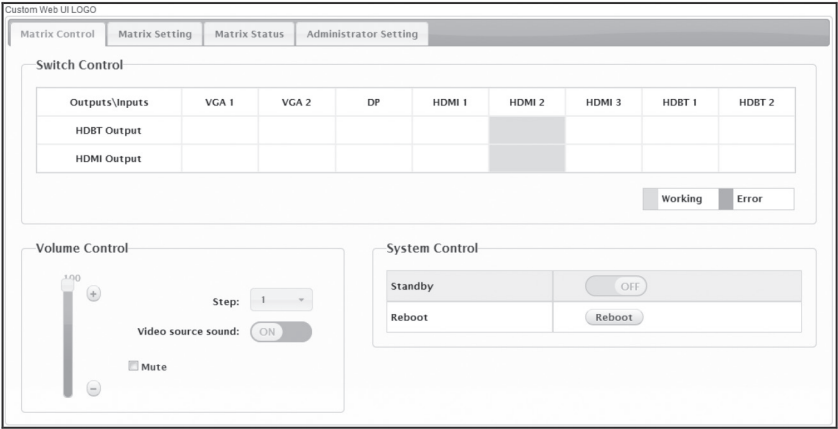 Custom Web UI LOGO
Matrix Control Matrix Setting Matrix Status Administrator Setting
Switch Control
Outputs\Inputs VGA 1 VGA 2 DP HDMI 1 HDMI 2 HDMI 3 HDBT 1 HDBT 2
HDBT Output
HDMI Output
Working Error
Volume Control
100
+
Step: 1
Video source sound: ON
Mute
−
System Control
Standby OFF
Reboot Reboot